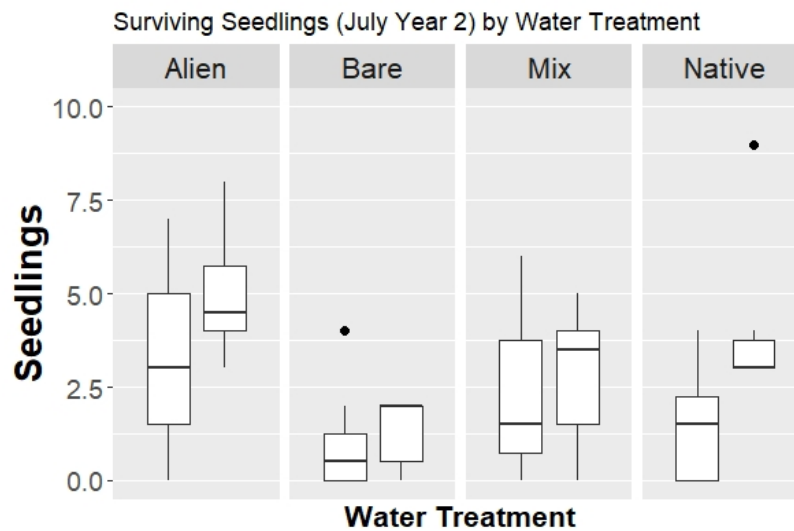 Surviving Seedlings (July Year 2) by Water Treatment
Alien Bare Mix Native
10.0
7.5
5.0
2.5
0.0
Seedlings
Water Treatment